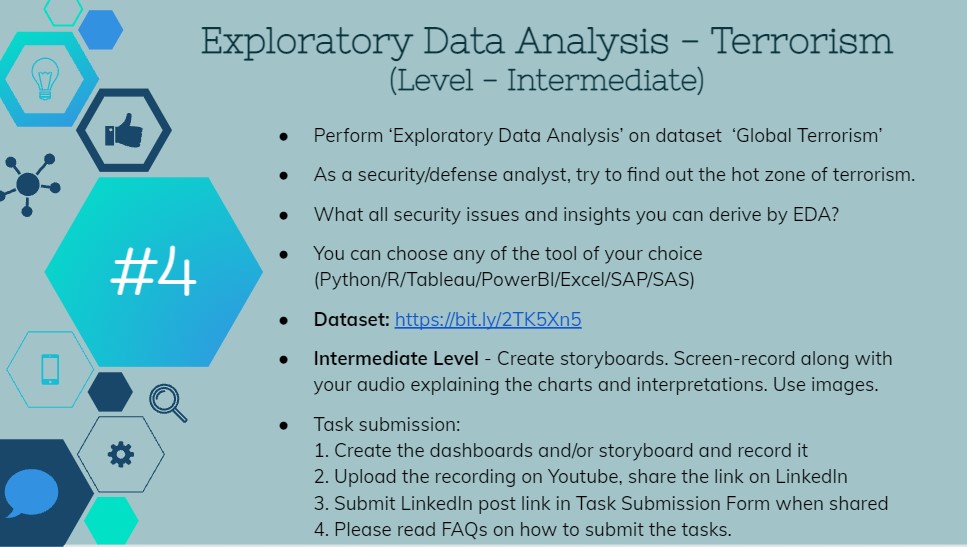 Exploratory Data Analysis – Terrorism
(Level – Intermediate)
#4
● Perform ‘Exploratory Data Analysis’ on dataset ‘Global Terrorism’
● As a security/defense analyst, try to find out the hot zone of terrorism.
● What all security issues and insights you can derive by EDA?
● You can choose any of the tool of your choice
(Python/R/Tableau/PowerBI/Excel/SAP/SAS)
● Dataset: https://bit.ly/2TK5Xn5
● Intermediate Level - Create storyboards. Screen-record along with
your audio explaining the charts and interpretations. Use images.
● Task submission:
1. Create the dashboards and/or storyboard and record it
2. Upload the recording on Youtube, share the link on LinkedIn
3. Submit LinkedIn post link in Task Submission Form when shared
4. Please read FAQs on how to submit the tasks.